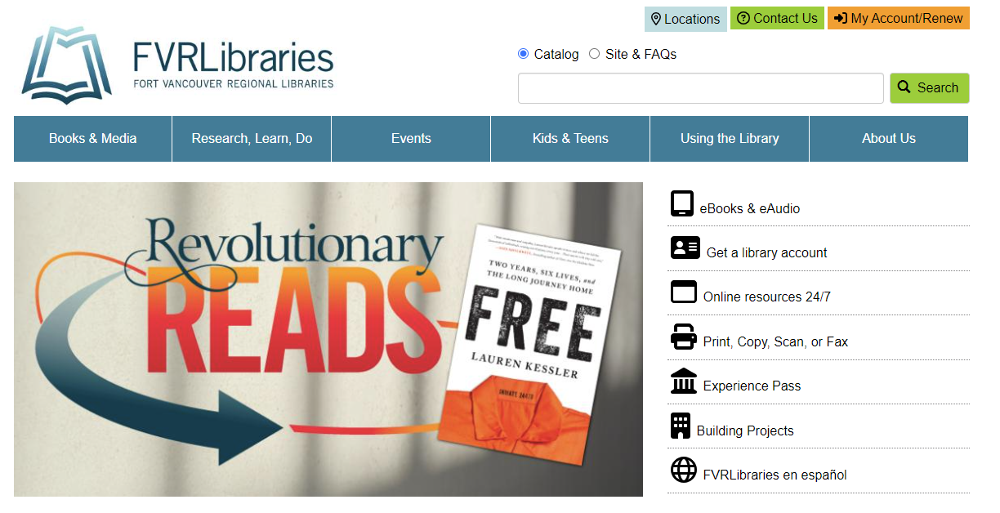 Locations
Contact Us
My Account/Renew
FVRLibraries
FORT VANCOUVER REGIONAL LIBRARIES
Catalog
Site & FAQs
Search
Books & Media
Research, Learn, Do
Events
Kids & Teens
Using the Library
About Us
Revolutionary
READS
TWO YEARS, SIX LIVES, and
THE LONG JOURNEY HOME
FREE
LAUREN KESSLER
eBooks & eAudio
Get a library account
Online resources 24/7
Print, Copy, Scan, or Fax
Experience Pass
Building Projects
FVRLibraries en español